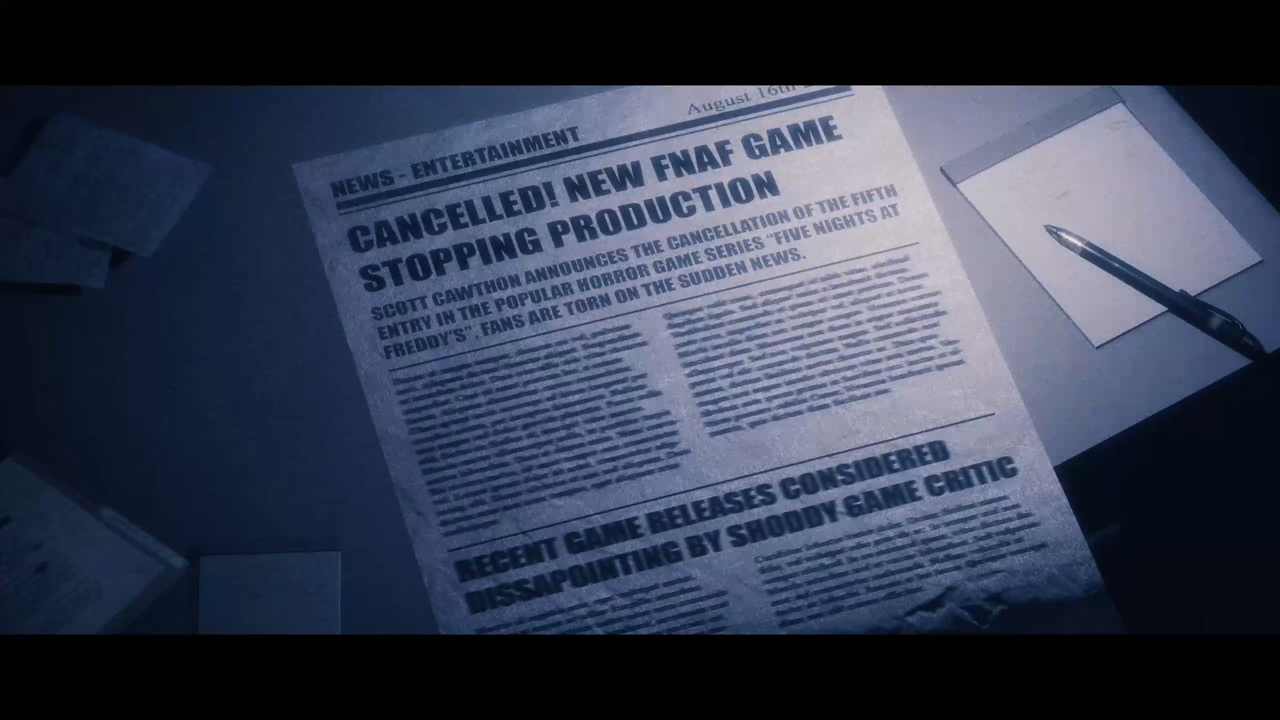 August 16th
NEWS - ENTERTAINMENT
CANCELLED! NEW FNAF GAME
STOPPING PRODUCTION
SCOTT CAWTHON ANNOUNCES THE CANCELLATION OF THE FIFTH
ENTRY IN THE POPULAR HORROR GAME SERIES "FIVE NIGHTS AT
FREDDY'S". FANS ARE TORN ON THE SUDDEN NEWS.
RECENT GAME RELEASES CONSIDERED
DISSAPOINTING BY SHODDY GAME CRITIC